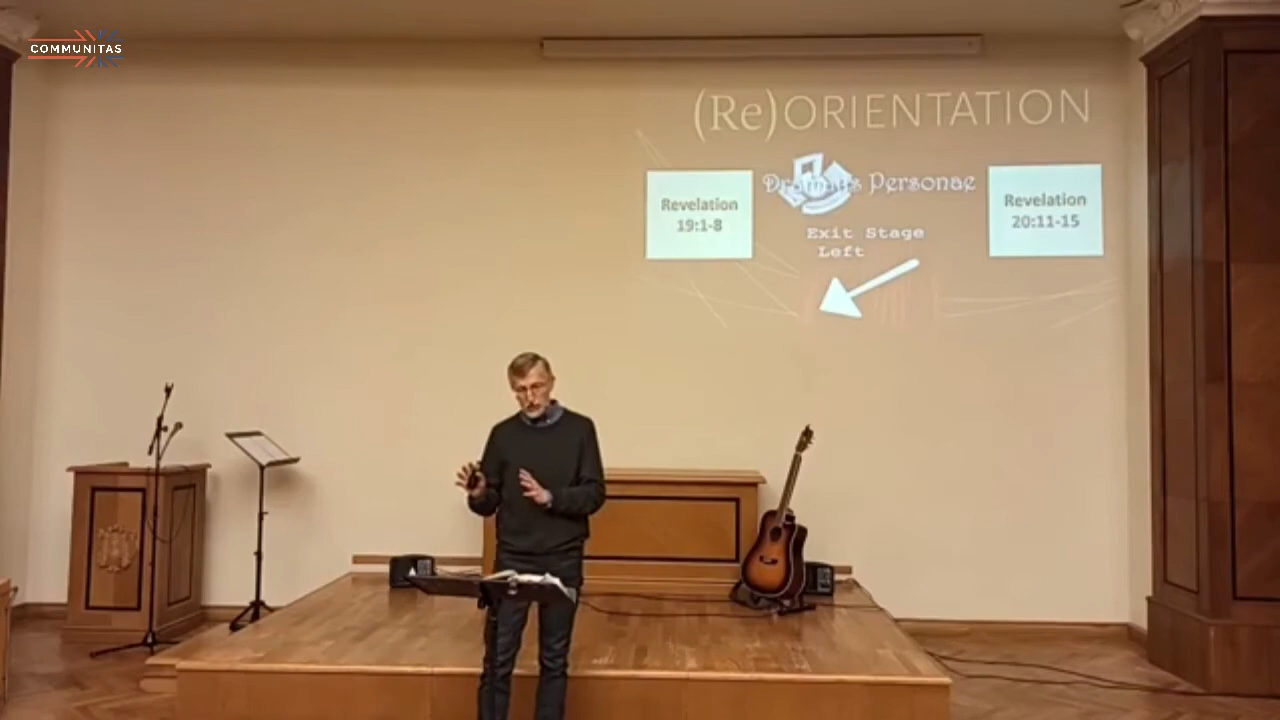 COMMUNITAS
(Re)ORIENTATION
Dramatis Personae
Revelation
19:1-8
Exit Stage
Left
Revelation
20:11-15